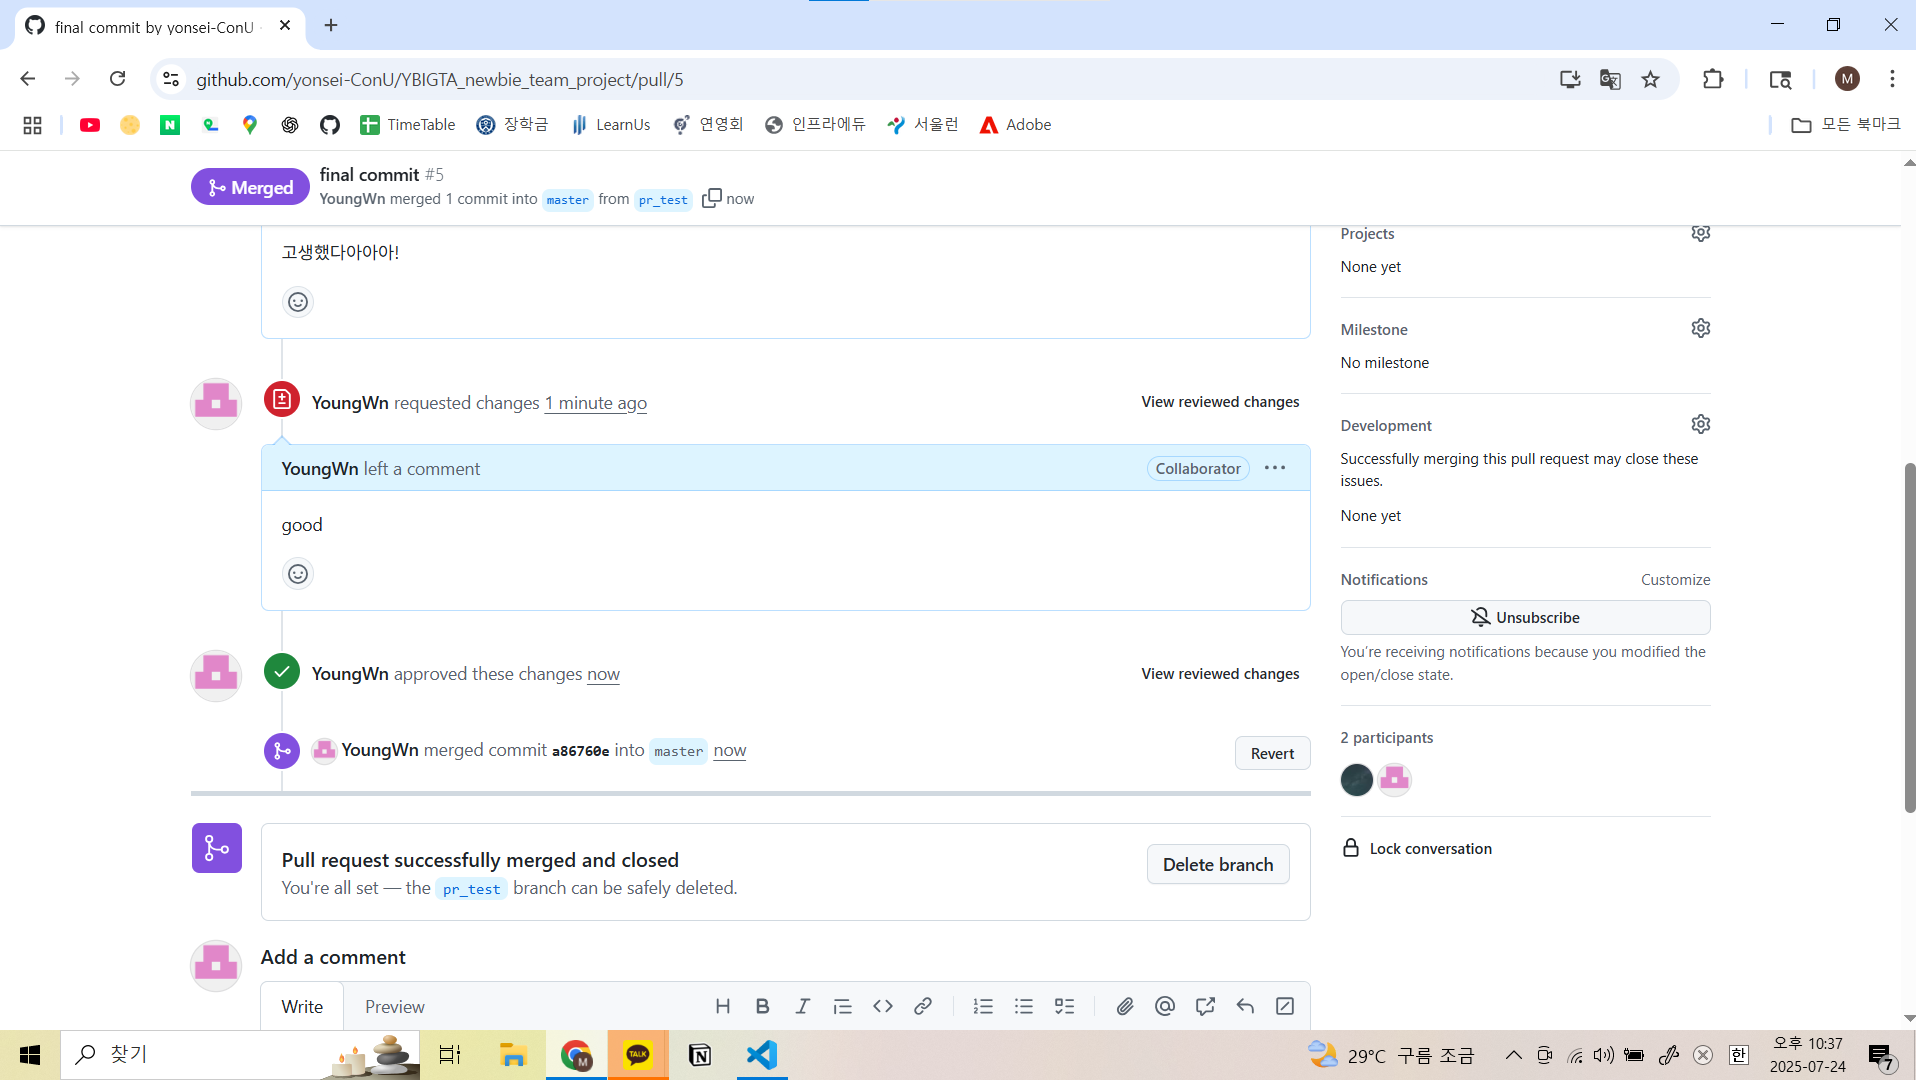 final commit by yonsei-ConU
github.com/yonsei-ConU/YBIGTA_newbie_team_project/pull/5
M
N
TimeTable
장학금
LearnUs
연영회
인프라에듀
서울런
Adobe
모든 북마크
Merged
final commit #5
YoungWn merged 1 commit into master from pr_test now
고생했다아아아!
YoungWn requested changes 1 minute ago
View reviewed changes
YoungWn left a comment
Collaborator
good
YoungWn approved these changes now
View reviewed changes
YoungWn merged commit a86760e into master now
Revert
Pull request successfully merged and closed
You're all set — the pr_test branch can be safely deleted.
Delete branch
Add a comment
Write
Preview
Projects
None yet
Milestone
No milestone
Development
Successfully merging this pull request may close these
issues.
None yet
Notifications
Customize
Unsubscribe
You're receiving notifications because you modified the
open/close state.
2 participants
Lock conversation
찾기
M
TALK
29°C 구름 조금
한
오후 10:37
2025-07-24
7